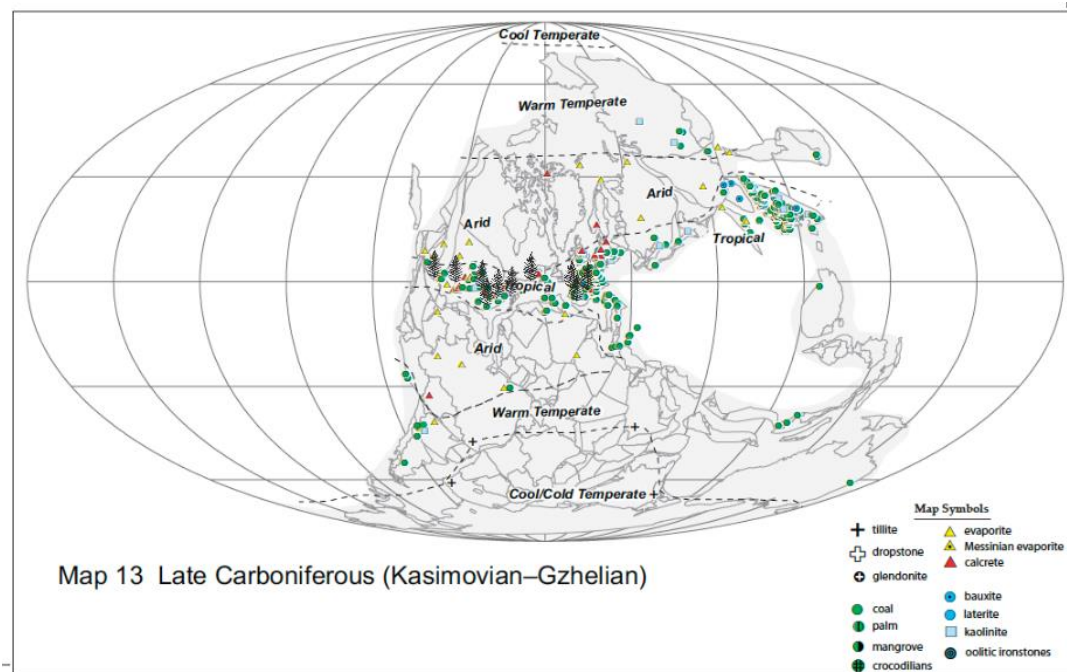 Cool Temperate
Warm Temperate
Arid
Arid
Tropical
Tropical
Arid
Warm Temperate
Cool/Cold Temperate
Map 13 Late Carboniferous (Kasimovian–Gzhelian)
Map Symbols
tillite
dropstone
glendonite
coal
palm
mangrove
crocodilians
evaporite
Messinian evaporite
calcrete
bauxite
laterite
kaolinite
oolitic ironstones